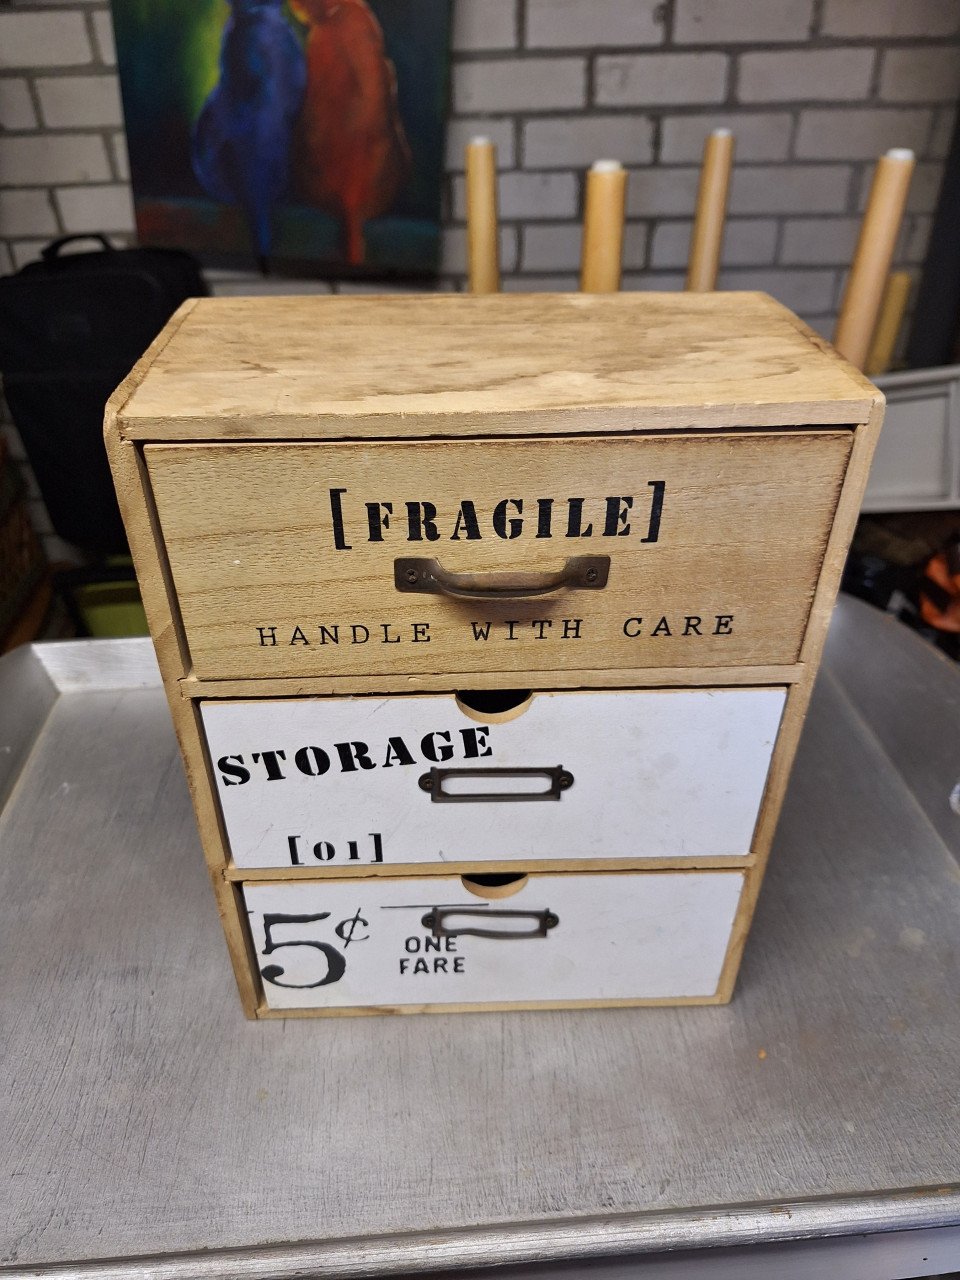 [FRAGILE]
HANDLE WITH CARE
STORAGE
[01]
5¢
ONE
FARE